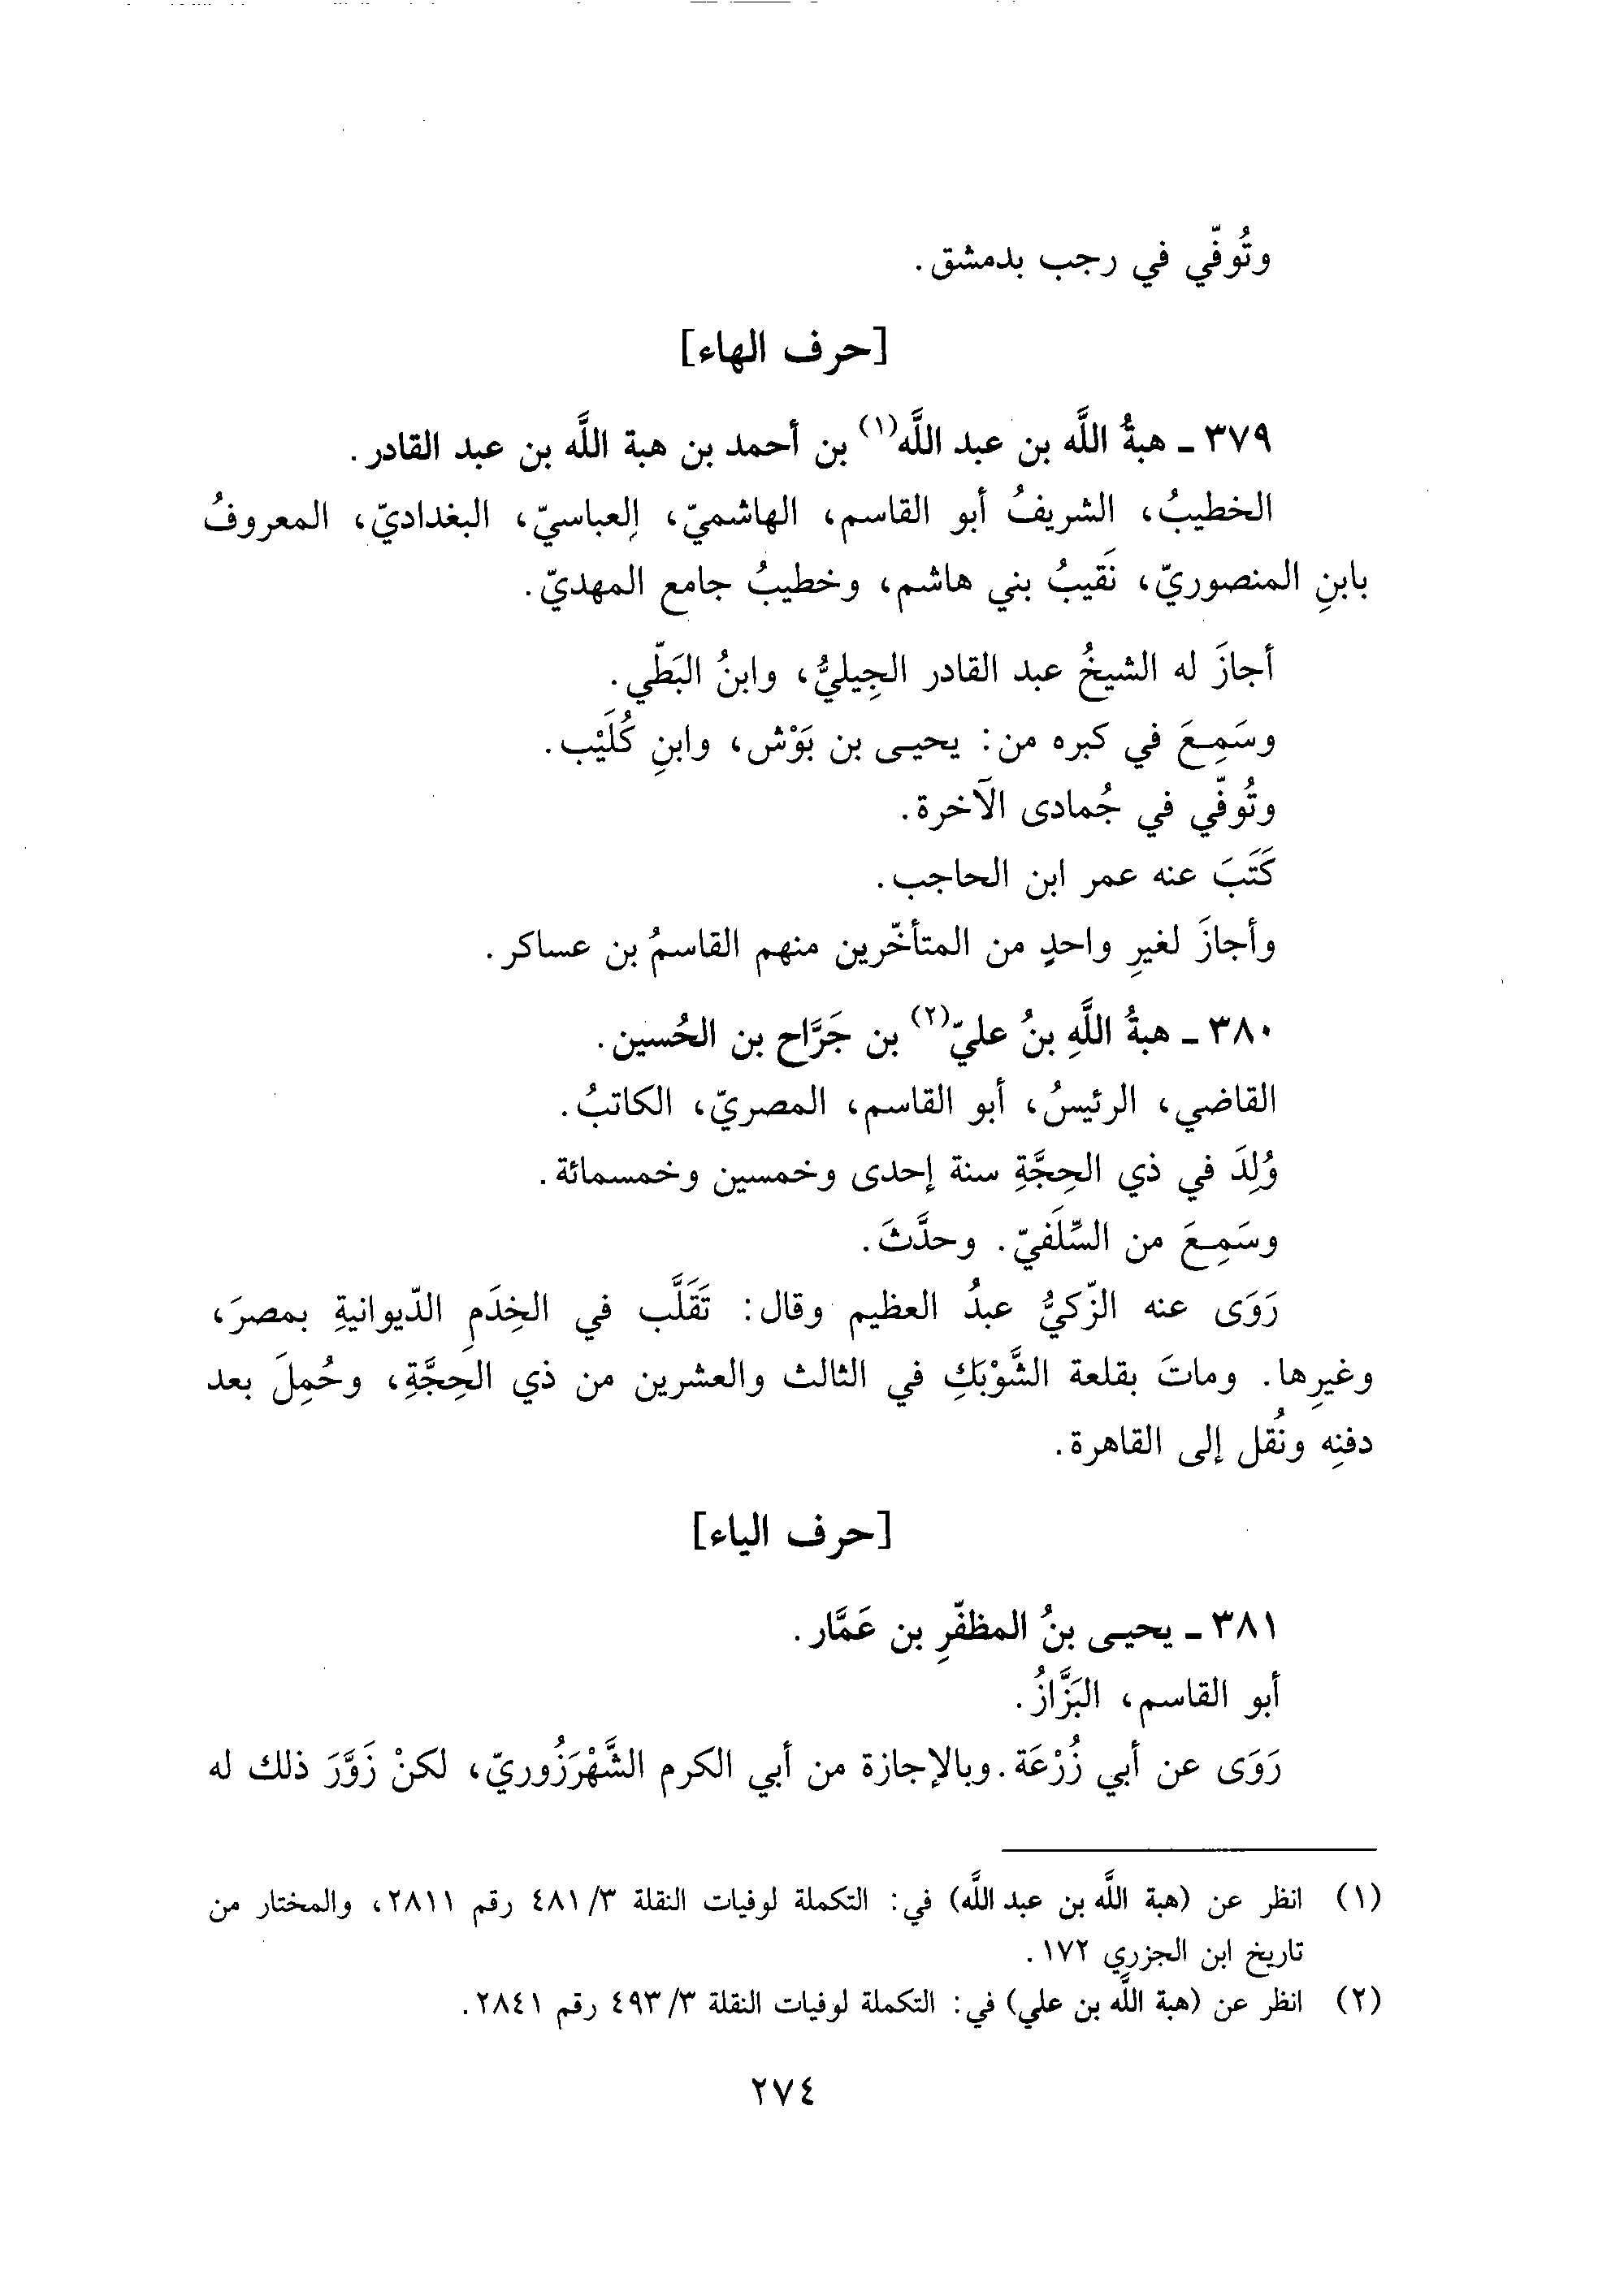 وتُوفّي في رجب بدمشق.
[حرف الهاء]
٣٧٩ ـ هبةُ اللَّه بن عبد اللَّه(١) بن أحمد بن هبة اللَّه بن عبد القادر.
الخطيبُ، الشريفُ أبو القاسم، الهاشميّ، العباسيّ، البغداديّ، المعروفُ
بابنِ المنصوريّ، نَقيبُ بني هاشم، وخطيبُ جامع المهديّ.
أجازَ له الشيخُ عبد القادر الجِيليُّ، وابنُ البَطّي.
وسَمِعَ في كبره من: يحيى بن بَوْش، وابنِ كُلَيْب.
وتُوفّي في جُمادى الآخرة.
كَتَبَ عنه عمر ابن الحاجب.
وأجازَ لغيرِ واحدٍ من المتأخّرين منهم القاسمُ بن عساكر.
٣٨٠ ـ هبةُ اللَّهِ بنُ عليّ(٢) بن جَرَّاح بن الحُسين.
القاضي، الرئيسُ، أبو القاسم، المصريّ، الكاتبُ.
وُلِدَ في ذي الحِجَّةِ سنة إحدى وخمسين وخمسمائة.
وسَمِعَ من السِّلَفيّ. وحدَّثَ.
رَوَى عنه الزّكيُّ عبدُ العظيم وقال: تَقَلَّب في الخِدَمِ الدّيوانيةِ بمصرَ،
وغيرِها. وماتَ بقلعة الشَّوْبَكِ في الثالث والعشرين من ذي الحِجَّةِ، وحُمِلَ بعد
دفنِه ونُقل إلى القاهرة.
[حرف الياء]
٣٨١ ـ يحيى بنُ المظفّرِ بن عَمَّار.
أبو القاسم، البَزَّازُ.
رَوَى عن أبي زُرْعَة. وبالإجازة من أبي الكرم الشَّهْرَزُوريّ، لكنْ زَوَّرَ ذلك له
(١) انظر عن (هبة اللَّه بن عبد اللَّه) في: التكملة لوفيات النقلة ٣/ ٤٨١ رقم ٢٨١١، والمختار من
تاريخ ابن الجزري ١٧٢.
(٢) انظر عن (هبة اللَّه بن علي) في: التكملة لوفيات النقلة ٣/ ٤٩٣ رقم ٢٨٤١.
٢٧٤